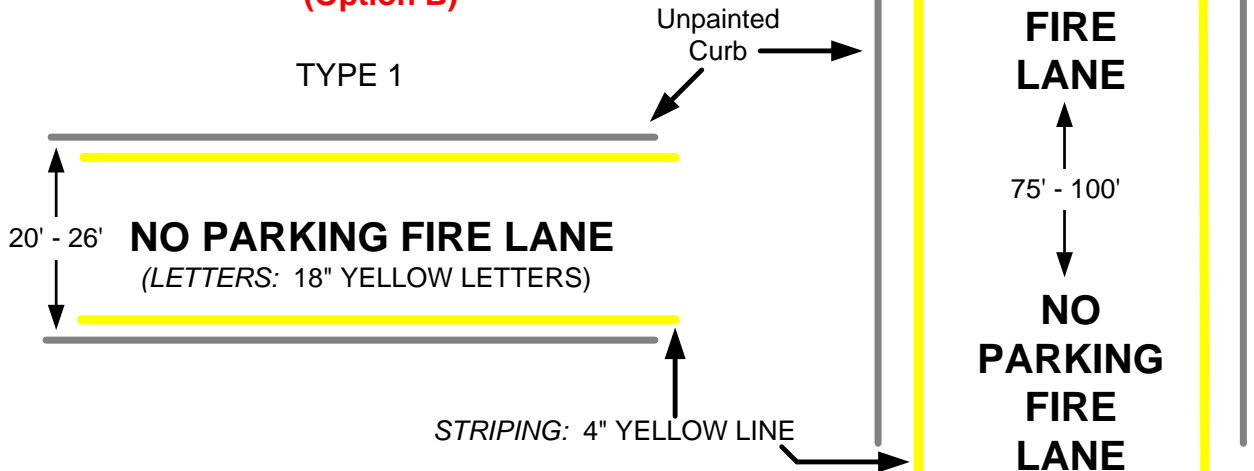 (Option B)
TYPE 1
Unpainted
Curb
20' - 26'
NO PARKING FIRE LANE
(LETTERS: 18" YELLOW LETTERS)
STRIPING: 4" YELLOW LINE
FIRE
LANE
75' - 100'
NO
PARKING
FIRE
LANE